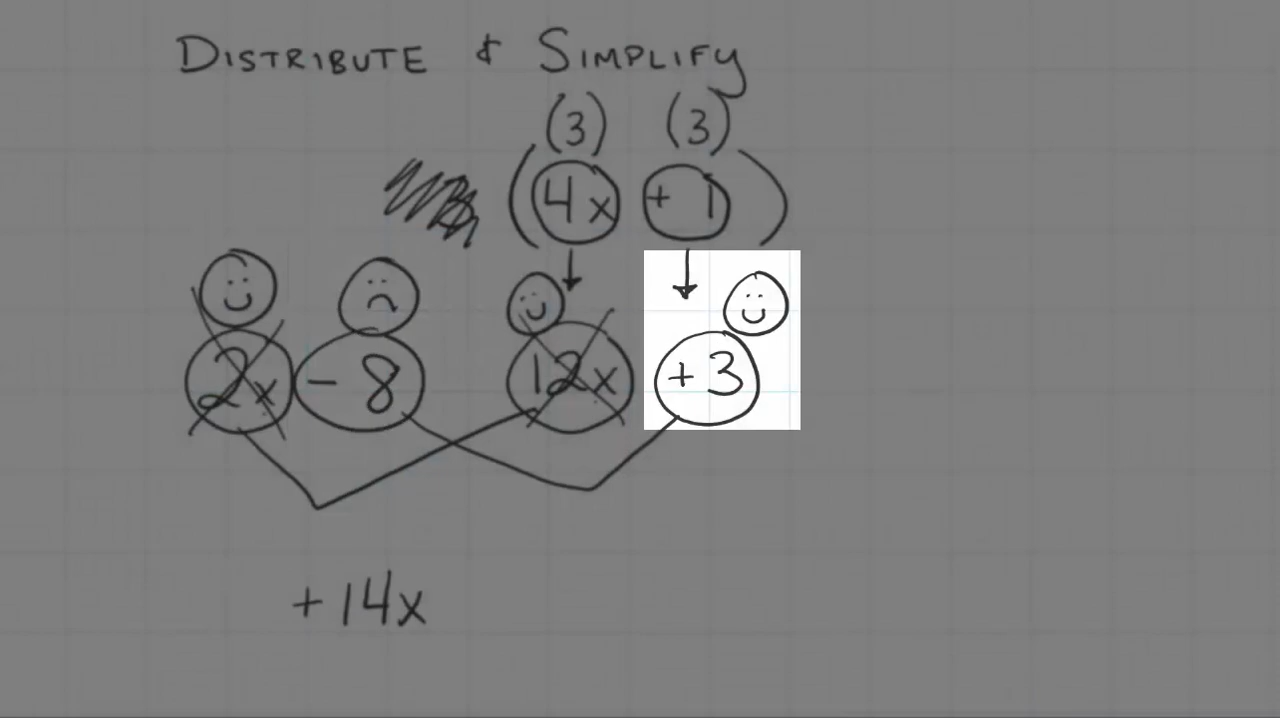 DISTRIBUTE & SIMPLIFY
(3) (3)
(4x + 1)
2x - 8 12x + 3
+ 14x